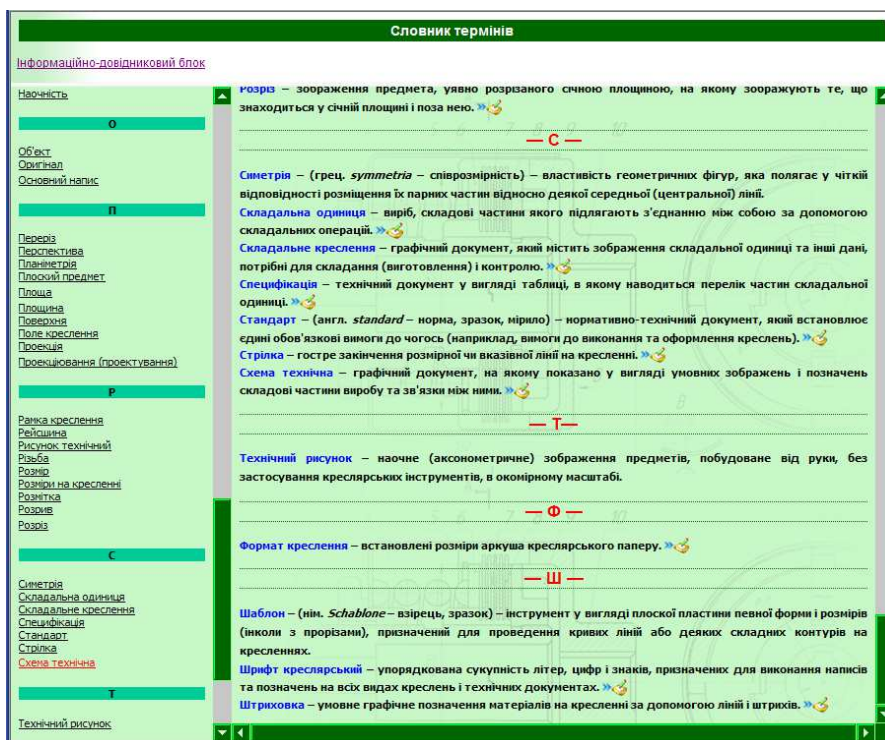 Словник термінів
Інформаційно-довідниковий блок
Наочність
О
Об'єкт
Оригінал
Основний напис
П
Переріз
Перспектива
Планіметрія
Плоский предмет
Площа
Площина
Поверхня
Поле креслення
Проекція
Проекціювання (проектування)
Р
Рамка креслення
Рейсшина
Рисунок технічний
Різьба
Розмір
Розміри на кресленні
Розмітка
Розрив
Розріз
С
Симетрія
Складальна одиниця
Складальне креслення
Специфікація
Стандарт
Стрілка
Схема технічна
Т
Технічний рисунок
Розріз – зображення предмета, уявно розрізаного січною площиною, на якому зображують те, що
знаходиться у січній площині і поза нею. »
— С —
Симетрія – (грец. symmetria – співрозмірність) – властивість геометричних фігур, яка полягає у чіткій
відповідності розміщення їх парних частин відносно деякої середньої (центральної) лінії.
Складальна одиниця – виріб, складові частини якого підлягають з'єднанню між собою за допомогою
складальних операцій. »
Складальне креслення – графічний документ, який містить зображення складальної одиниці та інші дані,
потрібні для складання (виготовлення) і контролю. »
Специфікація – технічний документ у вигляді таблиці, в якому наводиться перелік частин складальної
одиниці. »
Стандарт – (англ. standard – норма, зразок, мірило) – нормативно-технічний документ, який встановлює
єдині обов'язкові вимоги до чогось (наприклад, вимоги до виконання та оформлення креслень). »
Стрілка – гостре закінчення розмірної чи вказівної лінії на кресленні. »
Схема технічна – графічний документ, на якому показано у вигляді умовних зображень і позначень
складові частини виробу та зв'язки між ними. »
— Т—
Технічний рисунок – наочне (аксонометричне) зображення предметів, побудоване від руки, без
застосування креслярських інструментів, в окомірному масштабі.
— Ф —
Формат креслення – встановлені розміри аркуша креслярського паперу. »
— Ш —
Шаблон – (нім. Schablone – взірець, зразок) – інструмент у вигляді плоскої пластини певної форми і розмірів
(інколи з прорізами), призначений для проведення кривих ліній або деяких складних контурів на
кресленнях.
Шрифт креслярський – упорядкована сукупність літер, цифр і знаків, призначених для виконання написів
та позначень на всіх видах креслень і технічних документах. »
Штриховка – умовне графічне позначення матеріалів на кресленні за допомогою ліній і штрихів. »